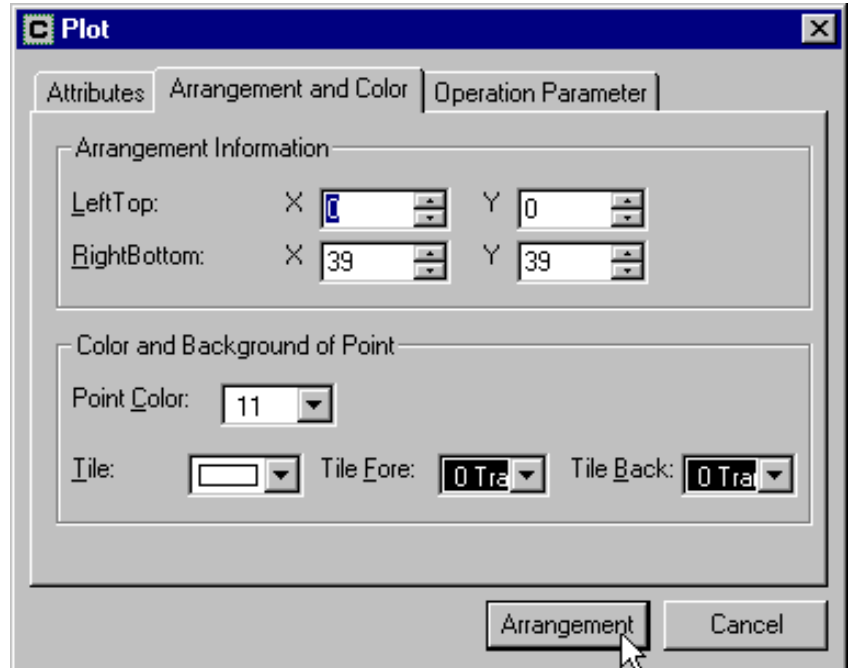 C Plot
Attributes Arrangement and Color Operation Parameter
Arrangement Information
LeftTop: X 0 Y 0
RightBottom: X 39 Y 39
Color and Background of Point
Point Color: 11
Tile: Tile Fore: 0 Tra Tile Back: 0 Tra
Arrangement Cancel